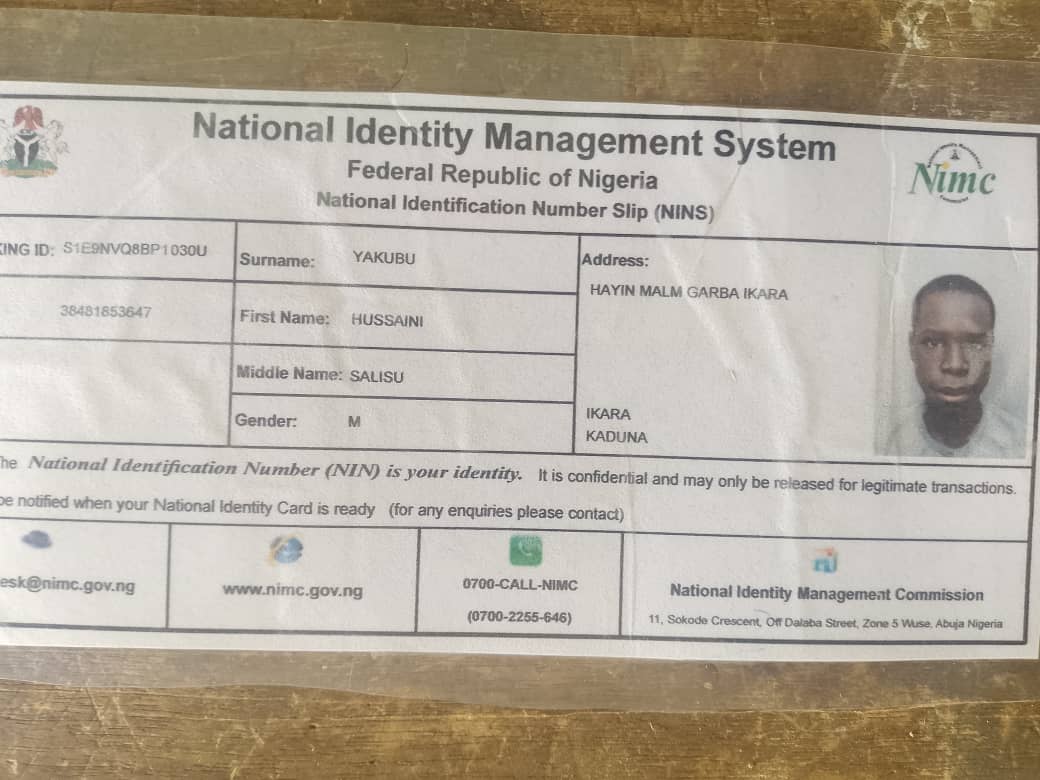 National Identity Management System
Federal Republic of Nigeria
National Identification Number Slip (NINS)
Nimc
KING ID: S1E9NVQ8BP1030U
Surname: YAKUBU
Address:
HAYIN MALM GARBA IKARA
38481853647
First Name: HUSSAINI
Middle Name: SALISU
Gender: M
IKARA
KADUNA
he National Identification Number (NIN) is your identity. It is confidential and may only be released for legitimate transactions.
be notified when your National Identity Card is ready (for any enquiries please contact)
esk@nimc.gov.ng
www.nimc.gov.ng
0700-CALL-NIMC
(0700-2255-646)
National Identity Management Commission
11, Sokode Crescent, Off Dalaba Street, Zone 5 Wuse, Abuja Nigeria